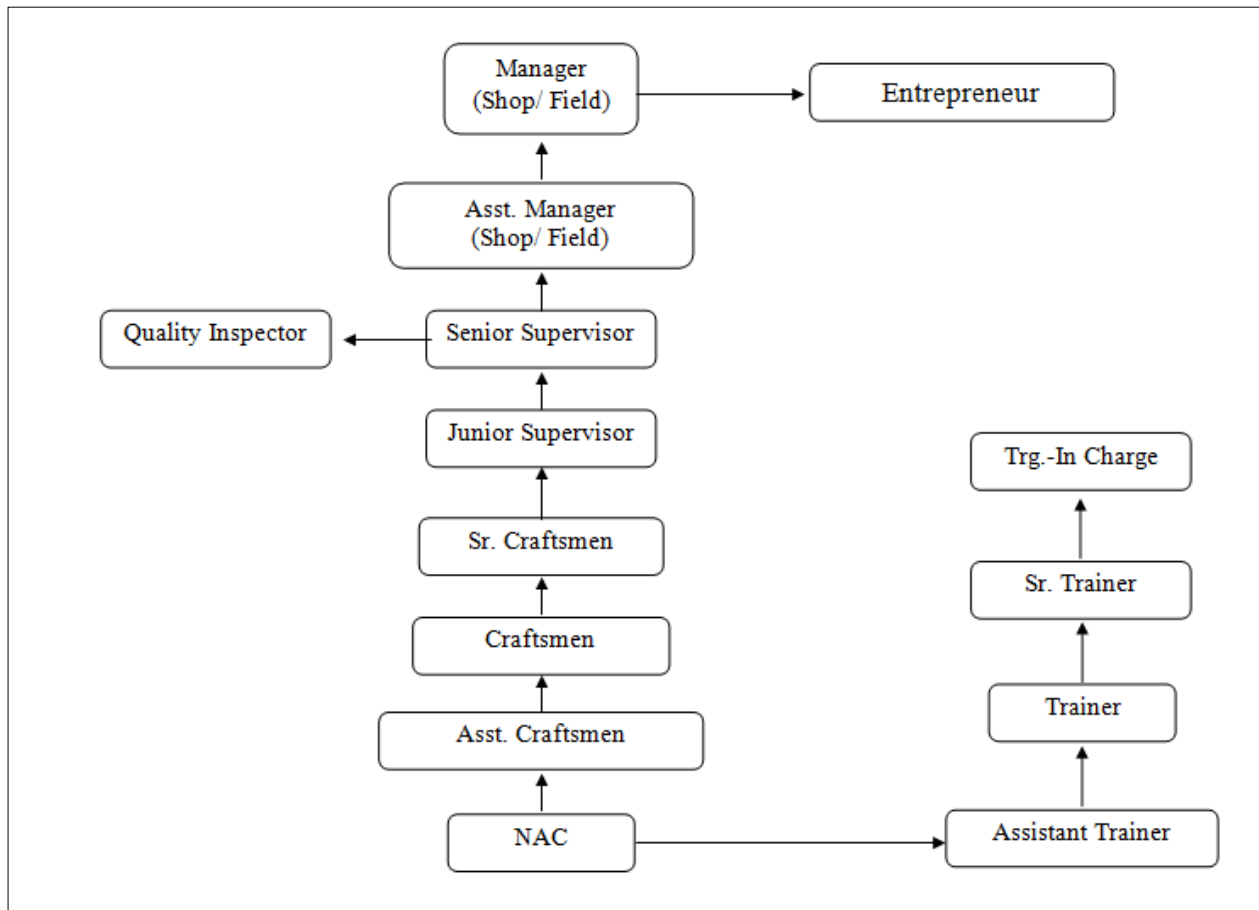 Manager
(Shop/ Field)
Entrepreneur
Asst. Manager
(Shop/ Field)
Quality Inspector
Senior Supervisor
Junior Supervisor
Trg.-In Charge
Sr. Craftsmen
Sr. Trainer
Craftsmen
Trainer
Asst. Craftsmen
NAC
Assistant Trainer